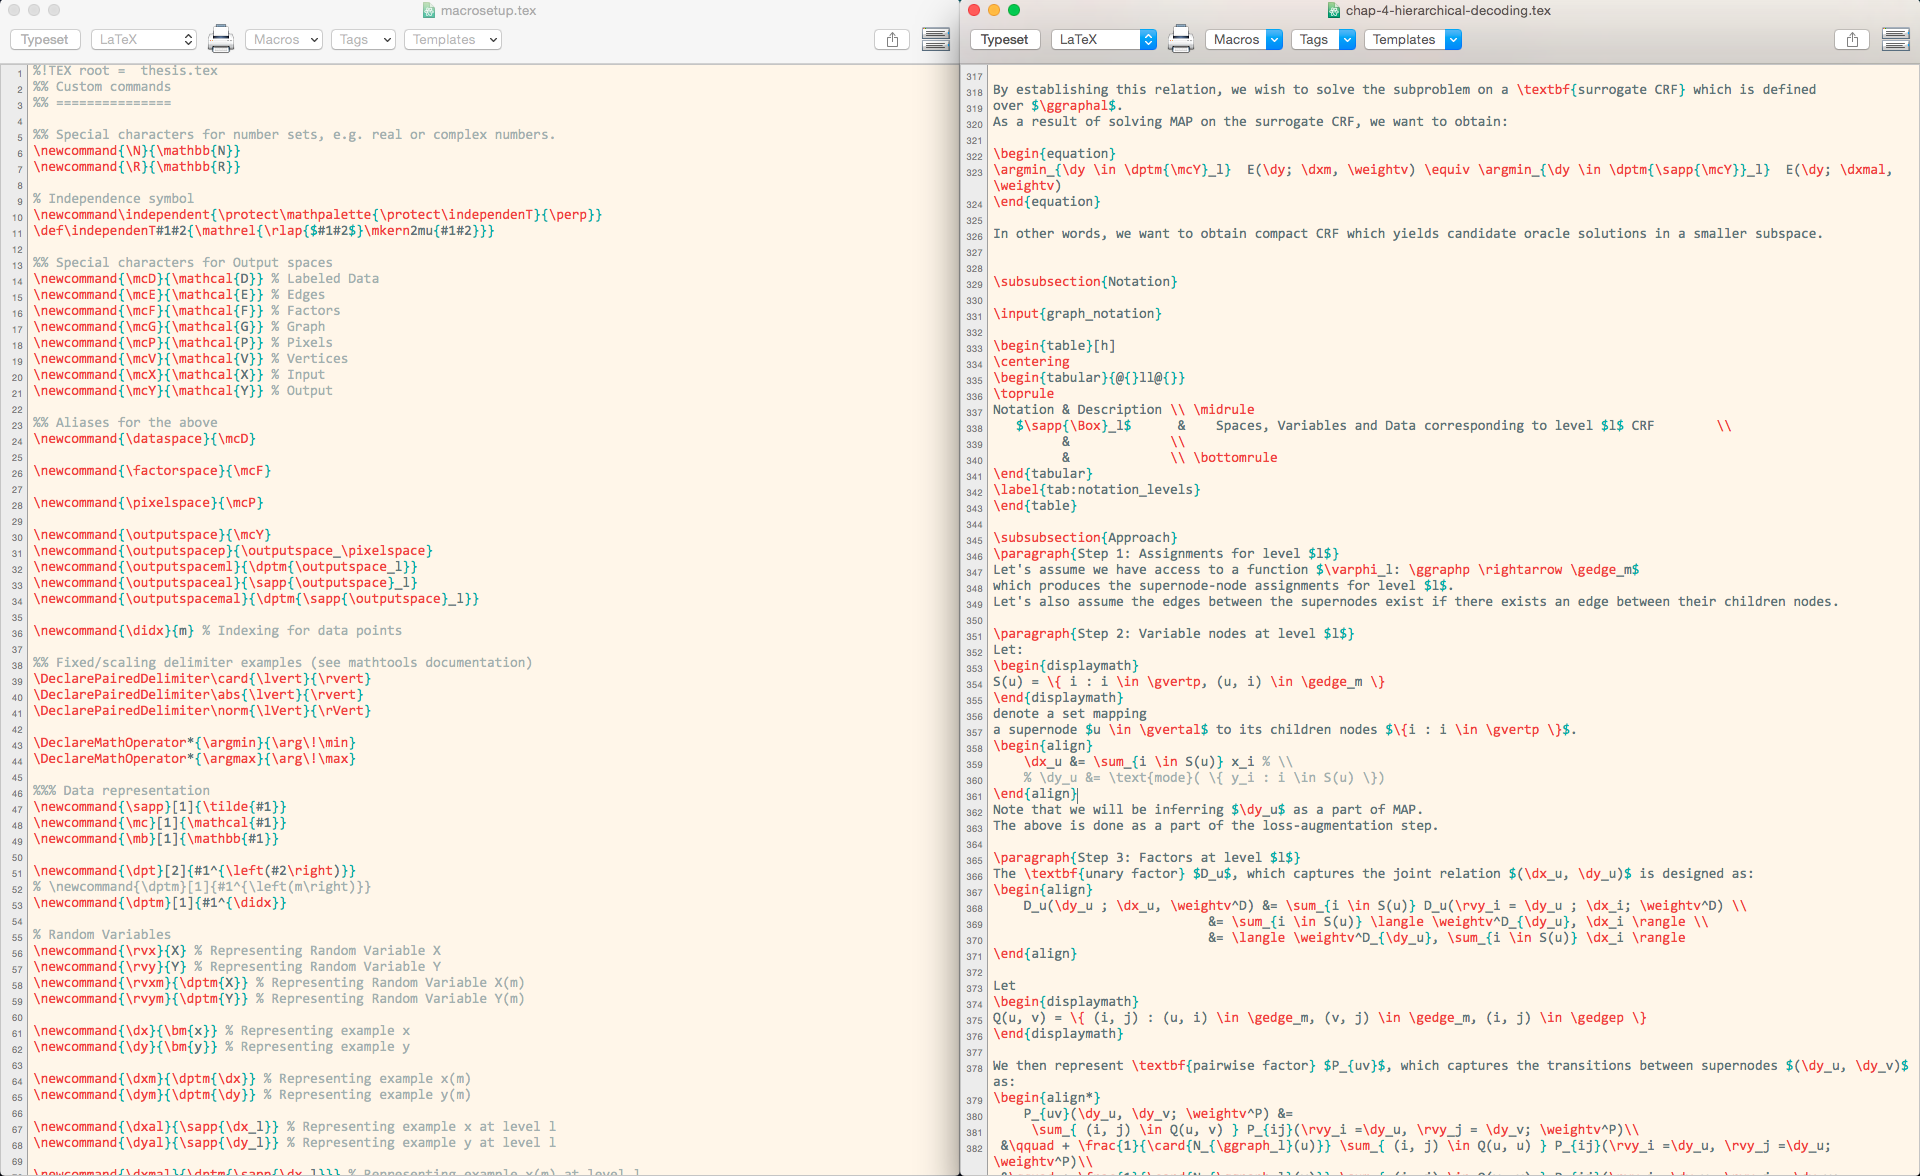 macrosetup.tex
Typeset LaTeX Macros Tags Templates
1 %!TEX root =  thesis.tex
2 %% Custom commands
3 %% ===============
4
5 %% Special characters for number sets, e.g. real or complex numbers.
6 \newcommand{\N}{\mathbb{N}}
7 \newcommand{\R}{\mathbb{R}}
8
9 % Independence symbol
10 \newcommand\independent{\protect\mathpalette{\protect\independenT}{\perp}}
11 \def\independenT#1#2{\mathrel{\rlap{$#1#2$}\mkern2mu{#1#2}}}
12
13 %% Special characters for Output spaces
14 \newcommand{\mcD}{\mathcal{D}} % Labeled Data
15 \newcommand{\mcE}{\mathcal{E}} % Edges
16 \newcommand{\mcF}{\mathcal{F}} % Factors
17 \newcommand{\mcG}{\mathcal{G}} % Graph
18 \newcommand{\mcP}{\mathcal{P}} % Pixels
19 \newcommand{\mcV}{\mathcal{V}} % Vertices
20 \newcommand{\mcX}{\mathcal{X}} % Input
21 \newcommand{\mcY}{\mathcal{Y}} % Output
22
23 %% Aliases for the above
24 \newcommand{\dataspace}{\mcD}
25
26 \newcommand{\factorspace}{\mcF}
27
28 \newcommand{\pixelspace}{\mcP}
29
30 \newcommand{\outputspace}{\mcY}
31 \newcommand{\outputspacep}{\outputspace_\pixelspace}
32 \newcommand{\outputspaceml}{\dptm{\outputspace_l}}
33 \newcommand{\outputspaceal}{\sapp{\outputspace}_l}
34 \newcommand{\outputspacemal}{\dptm{\sapp{\outputspace}_l}}
35
36 \newcommand{\didx}{m} % Indexing for data points
37
38 %% Fixed/scaling delimiter examples (see mathtools documentation)
39 \DeclarePairedDelimiter\card{\lvert}{\rvert}
40 \DeclarePairedDelimiter\abs{\lvert}{\rvert}
41 \DeclarePairedDelimiter\norm{\lVert}{\rVert}
42
43 \DeclareMathOperator*{\argmin}{\arg\!\min}
44 \DeclareMathOperator*{\argmax}{\arg\!\max}
45
46 %%% Data representation
47 \newcommand{\sapp}[1]{\tilde{#1}}
48 \newcommand{\mc}[1]{\mathcal{#1}}
49 \newcommand{\mb}[1]{\mathbb{#1}}
50
51 \newcommand{\dpt}[2]{#1^{\left(#2\right)}}
52 % \newcommand{\dptm}[1]{#1^{\left(m\right)}}
53 \newcommand{\dptm}[1]{#1^{\didx}}
54
55 % Random Variables
56 \newcommand{\rvx}{X} % Representing Random Variable X
57 \newcommand{\rvy}{Y} % Representing Random Variable Y
58 \newcommand{\rvxm}{\dptm{X}} % Representing Random Variable X(m)
59 \newcommand{\rvym}{\dptm{Y}} % Representing Random Variable Y(m)
60
61 \newcommand{\dx}{\bm{x}} % Representing example x
62 \newcommand{\dy}{\bm{y}} % Representing example y
63
64 \newcommand{\dxm}{\dptm{\dx}} % Representing example x(m)
65 \newcommand{\dym}{\dptm{\dy}} % Representing example y(m)
66
67 \newcommand{\dxal}{\sapp{\dx_l}} % Representing example x at level l
68 \newcommand{\dyal}{\sapp{\dy_l}} % Representing example y at level l
69
\newcommand{\dxmal}{\dptm{\sapp{\dx_l}}} % Representing example x(m) at level l
chap-4-hierarchical-decoding.tex
Typeset LaTeX Macros Tags Templates
317
318 By establishing this relation, we wish to solve the subproblem on a \textbf{surrogate CRF} which is defined
319 over $\ggraphal$.
320 As a result of solving MAP on the surrogate CRF, we want to obtain:
321
322 \begin{equation}
323 \argmin_{\dy \in \dptm{\mcY}_l}  E(\dy; \dxm, \weightv) \equiv \argmin_{\dy \in \dptm{\sapp{\mcY}}_l}  E(\dy; \dxmal,
\weightv)
324 \end{equation}
325
326 In other words, we want to obtain compact CRF which yields candidate oracle solutions in a smaller subspace.
327
328
329 \subsubsection{Notation}
330
331 \input{graph_notation}
332
333 \begin{table}[h]
334 \centering
335 \begin{tabular}{@{}ll@{}}
336 \toprule
337 Notation & Description \\ \midrule
338 $\sapp{\Box}_l$ & Spaces, Variables and Data corresponding to level $l$ CRF \\
339 & \\
340 & \\ \bottomrule
341 \end{tabular}
342 \label{tab:notation_levels}
343 \end{table}
344
345 \subsubsection{Approach}
346 \paragraph{Step 1: Assignments for level $l$}
347 Let's assume we have access to a function $\varphi_l: \ggraphp \rightarrow \gedge_m$
348 which produces the supernode-node assignments for level $l$.
349 Let's also assume the edges between the supernodes exist if there exists an edge between their children nodes.
350
351 \paragraph{Step 2: Variable nodes at level $l$}
352 Let:
353 \begin{displaymath}
354 S(u) = \{ i : i \in \gvertp, (u, i) \in \gedge_m \}
355 \end{displaymath}
356 denote a set mapping
357 a supernode $u \in \gvertal$ to its children nodes $\{i : i \in \gvertp \}$.
358 \begin{align}
359 \dx_u &= \sum_{i \in S(u)} x_i % \\
360 % \dy_u &= \text{mode}( \{ y_i : i \in S(u) \})
361 \end{align}
362 Note that we will be inferring $\dy_u$ as a part of MAP.
363 The above is done as a part of the loss-augmentation step.
364
365 \paragraph{Step 3: Factors at level $l$}
366 The \textbf{unary factor} $D_u$, which captures the joint relation $(\dx_u, \dy_u)$ is designed as:
367 \begin{align}
368 D_u(\dy_u ; \dx_u, \weightv^D) &= \sum_{i \in S(u)} D_u(\rvy_i = \dy_u ; \dx_i; \weightv^D) \\
369 &= \sum_{i \in S(u)} \langle \weightv^D_{\dy_u}, \dx_i \rangle \\
370 &= \langle \weightv^D_{\dy_u}, \sum_{i \in S(u)} \dx_i \rangle
371 \end{align}
372
373 Let
374 \begin{displaymath}
375 Q(u, v) = \{ (i, j) : (u, i) \in \gedge_m, (v, j) \in \gedge_m, (i, j) \in \gedgep \}
376 \end{displaymath}
377
378 We then represent \textbf{pairwise factor} $P_{uv}$, which captures the transitions between supernodes $(\dy_u, \dy_v)$
as:
379 \begin{align*}
380 P_{uv}(\dy_u, \dy_v; \weightv^P) &=
381 \sum_{ (i, j) \in Q(u, v) } P_{ij}(\rvy_i =\dy_u, \rvy_j = \dy_v; \weightv^P)\\
382 &\qquad + \frac{1}{\card{N_{\ggraph_l}(u)}} \sum_{ (i, j) \in Q(u, u) } P_{ij}(\rvy_i =\dy_u, \rvy_j =\dy_u;
\weightv^P)\\